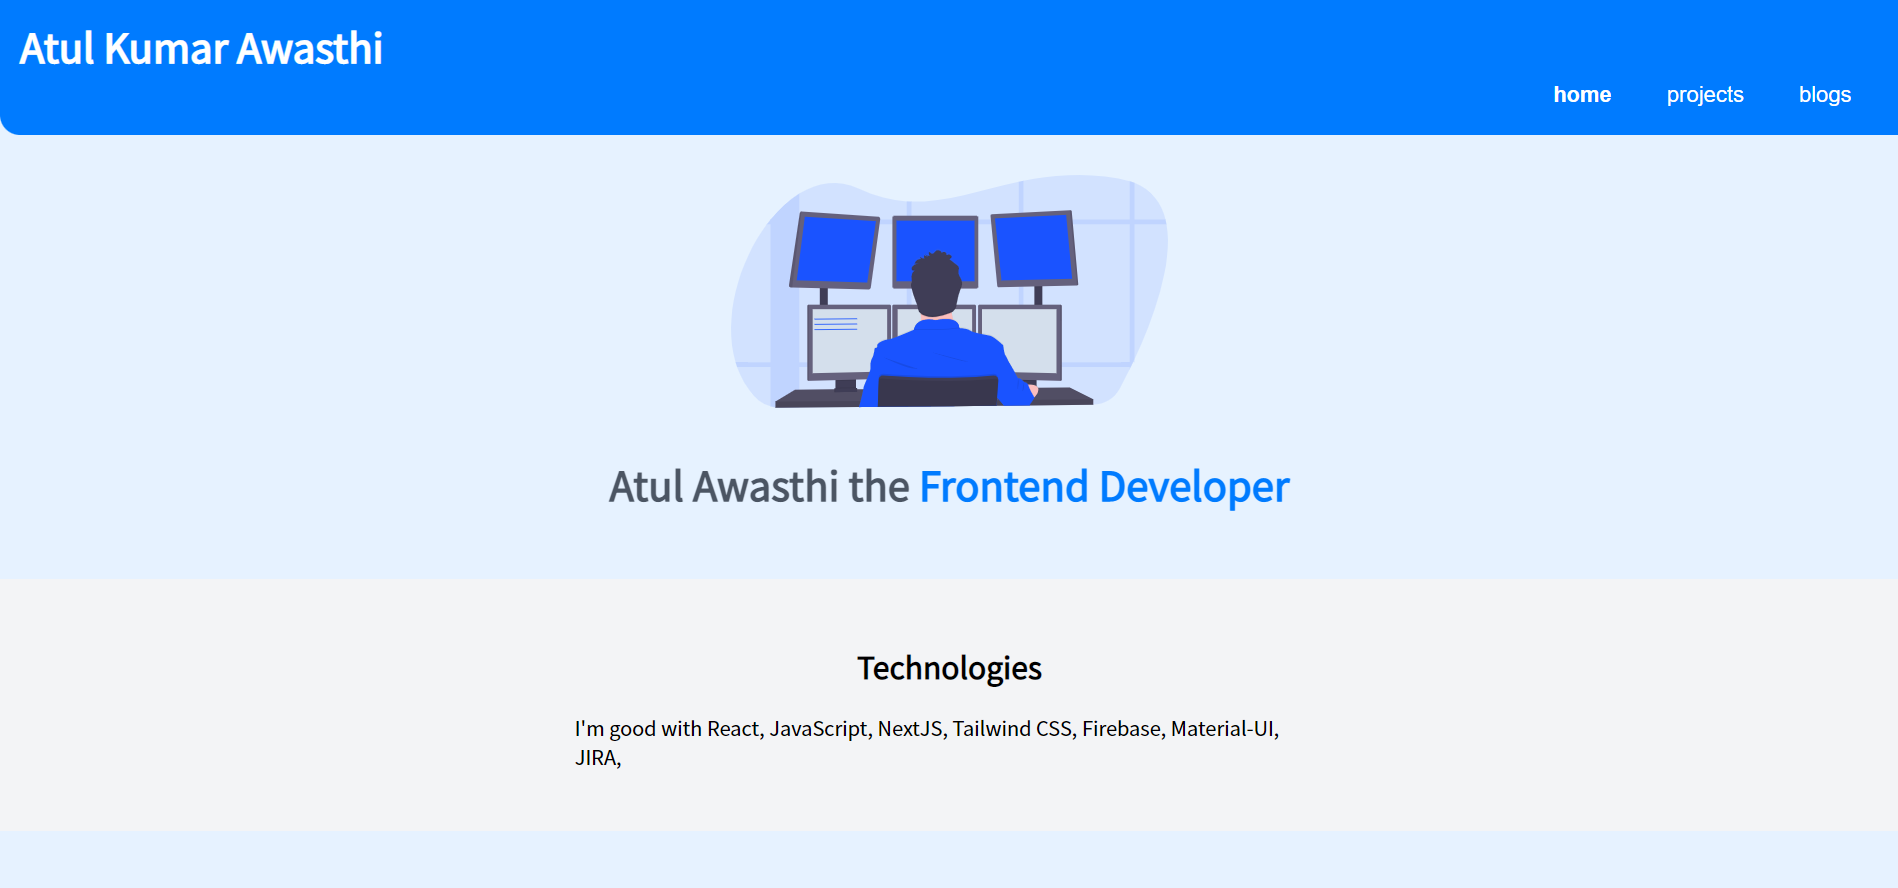 Atul Kumar Awasthi
home projects blogs
Atul Awasthi the Frontend Developer
Technologies
I'm good with React, JavaScript, NextJS, Tailwind CSS, Firebase, Material-UI,
JIRA,